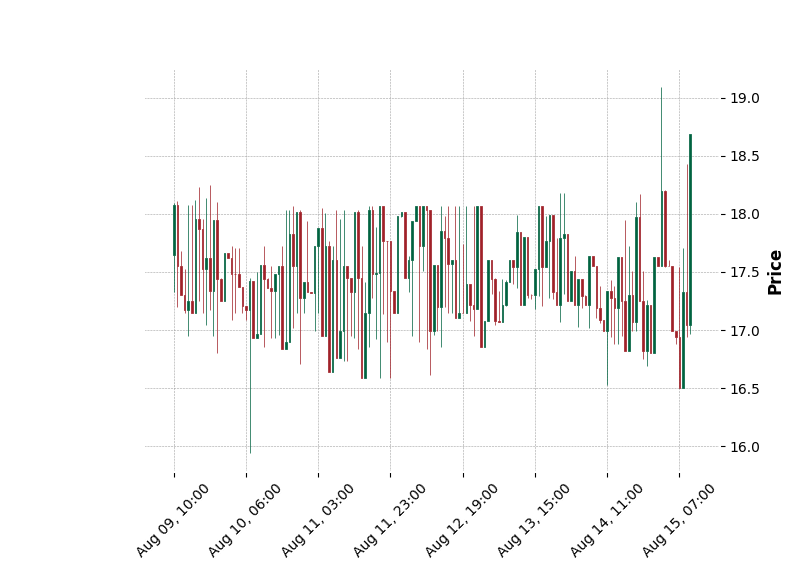 19.0
18.5
18.0
17.5
17.0
16.5
16.0
Price
Aug 09, 10:00
Aug 10, 06:00
Aug 11, 03:00
Aug 11, 23:00
Aug 12, 19:00
Aug 13, 15:00
Aug 14, 11:00
Aug 15, 07:00